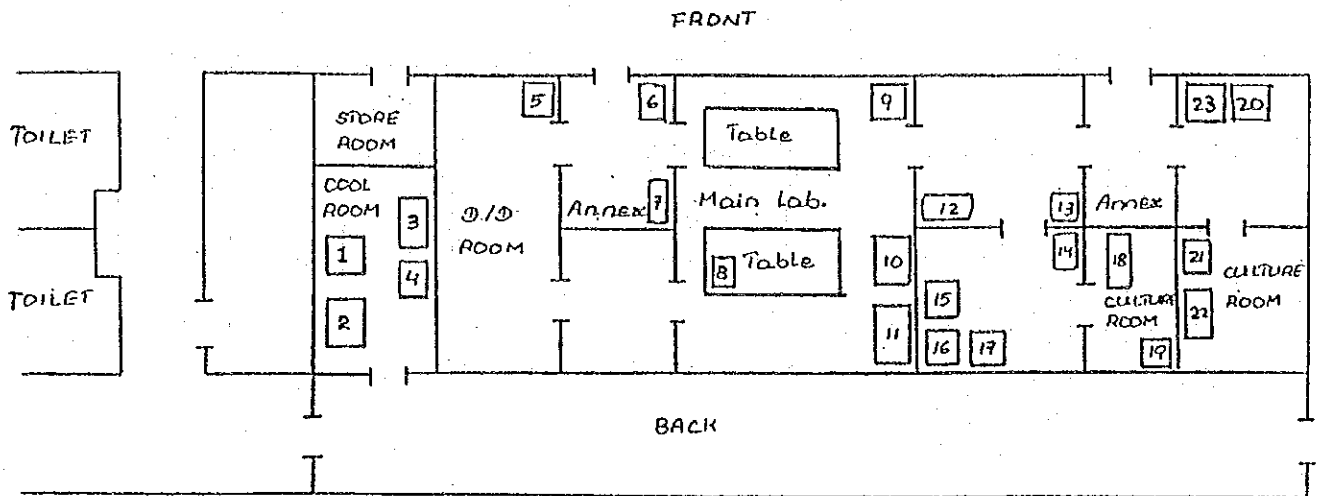 FRONT
TOILET
TOILET
STORE
ROOM
COOL
ROOM
1
2
3
4
D/D
ROOM
5
Annex
6
7
Table
Main Lab.
Table
8
9
10
11
12
13
14
15
16
17
Annex
18
CULTURE
ROOM
19
23
20
21
22
CULTURE
ROOM
BACK